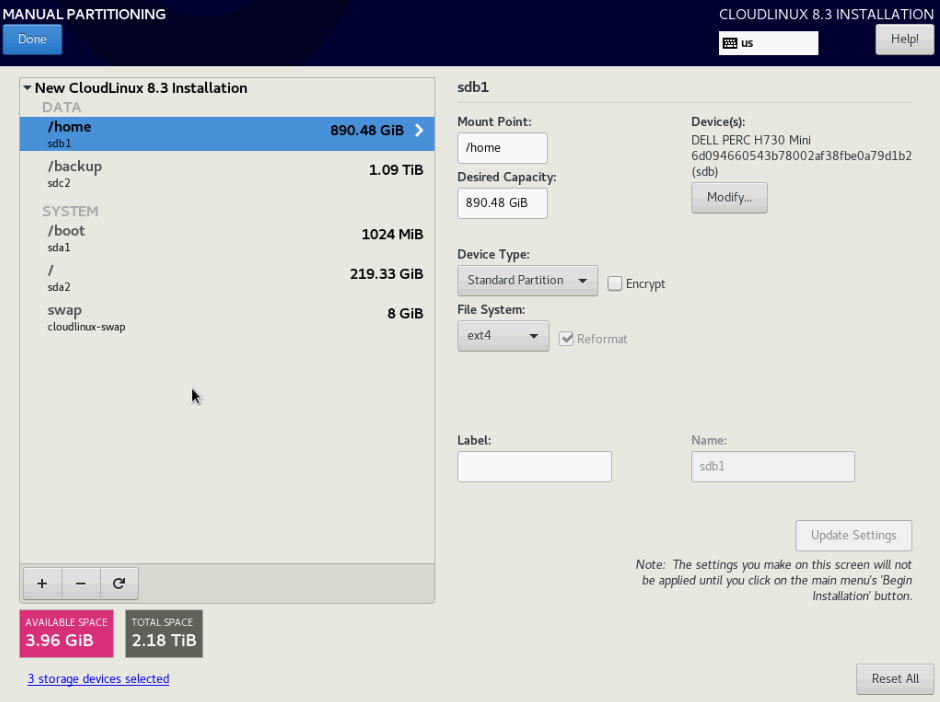 MANUAL PARTITIONING
CLOUDLINUX 8.3 INSTALLATION
Done
us
Help!
New CloudLinux 8.3 Installation
DATA
/home
890.48 GiB
sdb1
/backup
1.09 TiB
sdc2
SYSTEM
/boot
1024 MiB
sda1
/
219.33 GiB
sda2
swap
8 GiB
cloudlinux-swap
+ −
AVAILABLE SPACE
3.96 GiB
TOTAL SPACE
2.18 TiB
3 storage devices selected
sdb1
Mount Point:
/home
Desired Capacity:
890.48 GiB
Device(s):
DELL PERC H730 Mini
6d094660543b78002af38fbe0a79d1b2
(sdb)
Modify...
Device Type:
Standard Partition
Encrypt
File System:
ext4
Reformat
Label:
Name:
sdb1
Update Settings
Note: The settings you make on this screen will not
be applied until you click on the main menu's 'Begin
Installation' button.
Reset All